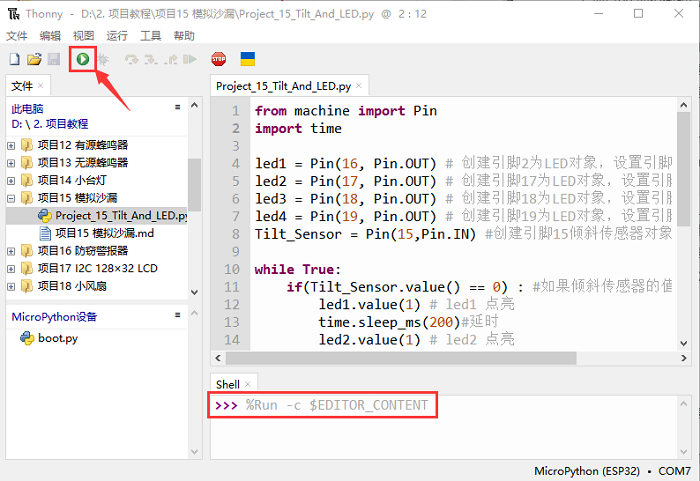 Thonny - D:\2. 项目教程\项目15 模拟沙漏\Project_15_Tilt_And_LED.py @ 2 : 12
文件 编辑 视图 运行 工具 帮助
STOP
文件
此电脑
D: \ 2. 项目教程
项目12 有源蜂鸣器
项目13 无源蜂鸣器
项目14 小台灯
项目15 模拟沙漏
Project_15_Tilt_And_LED.py
项目15 模拟沙漏.md
项目16 防窃警报器
项目17 I2C 128×32 LCD
项目18 小风扇
MicroPython设备
boot.py
Project_15_Tilt_And_LED.py
1 from machine import Pin
2 import time
3
4 led1 = Pin(16, Pin.OUT) # 创建引脚2为LED对象，设置引脚
5 led2 = Pin(17, Pin.OUT) # 创建引脚17为LED对象，设置引脚
6 led3 = Pin(18, Pin.OUT) # 创建引脚18为LED对象，设置引脚
7 led4 = Pin(19, Pin.OUT) # 创建引脚19为LED对象，设置引脚
8 Tilt_Sensor = Pin(15,Pin.IN) #创建引脚15倾斜传感器对象
9
10 while True:
11 if(Tilt_Sensor.value() == 0) : #如果倾斜传感器的值
12 led1.value(1) # led1 点亮
13 time.sleep_ms(200)#延时
14 led2.value(1) # led2 点亮
Shell
>>> %Run -c $EDITOR_CONTENT
MicroPython (ESP32) • COM7